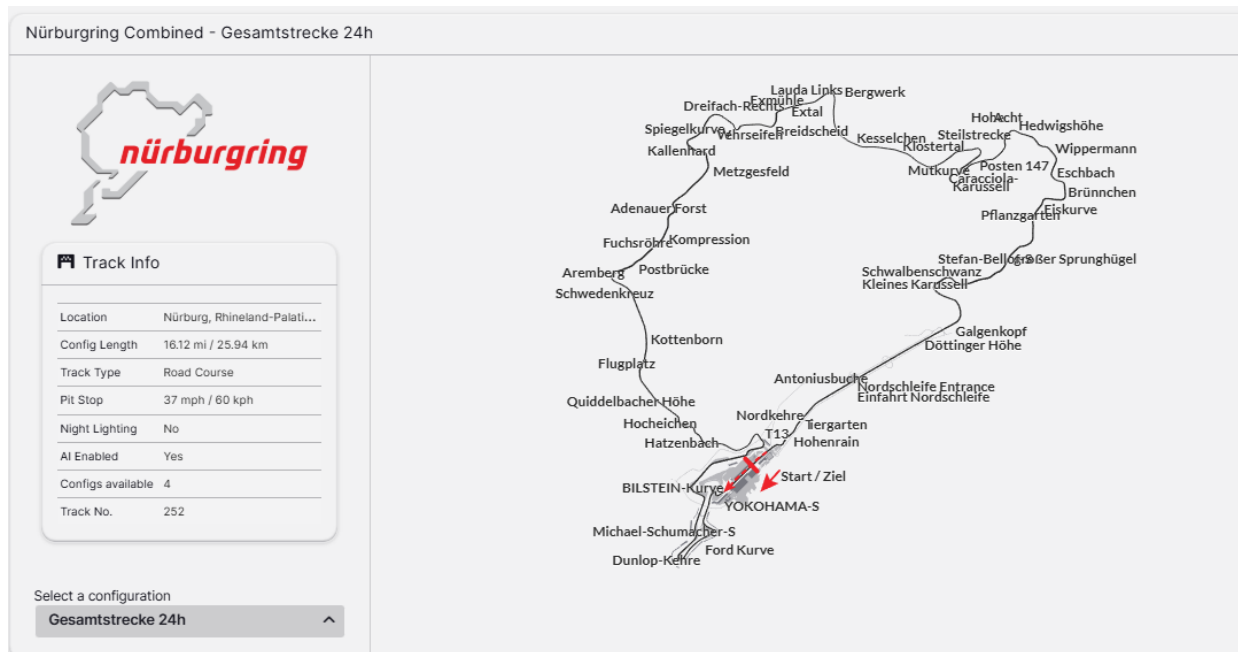 Nürburgring Combined - Gesamtstrecke 24h
nürburgring
Track Info
Location Nürburg, Rhineland-Palati...
Config Length 16.12 mi / 25.94 km
Track Type Road Course
Pit Stop 37 mph / 60 kph
Night Lighting No
AI Enabled Yes
Configs available 4
Track No. 252
Select a configuration
Gesamtstrecke 24h
Lauda Links
Bergwerk
Exmühle
Dreifach-Rechts
Extal
Spiegelkurve
Wehrseifen
Breidscheid
Kesselchen
Kallenhard
Klostertal
Steilstrecke
Hohe Acht
Hedwigshöhe
Wippermann
Metzgesfeld
Mutkurve
Posten 147
Eschbach
Caracciola-
Karussell
Brünnchen
Adenauer Forst
Pflanzgarten
Eiskurve
Fuchsröhre
Kompression
Stefan-Bellof-S
großer Sprunghügel
Aremberg
Postbrücke
Schwalbenschwanz
Schwedenkreuz
Kleines Karussell
Kottenborn
Galgenkopf
Döttinger Höhe
Flugplatz
Antoniusbuche
Nordschleife Entrance
Einfahrt Nordschleife
Quiddelbacher Höhe
Nordkehre
Tiergarten
Hocheichen
T13
Hohenrain
Hatzenbach
Start / Ziel
BILSTEIN-Kurve
YOKOHAMA-S
Michael-Schumacher-S
Ford Kurve
Dunlop-Kehre